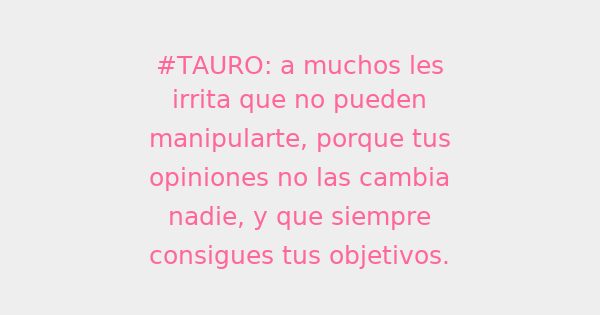 #TAURO: a muchos les
irrita que no pueden
manipularte, porque tus
opiniones no las cambia
nadie, y que siempre
consigues tus objetivos.